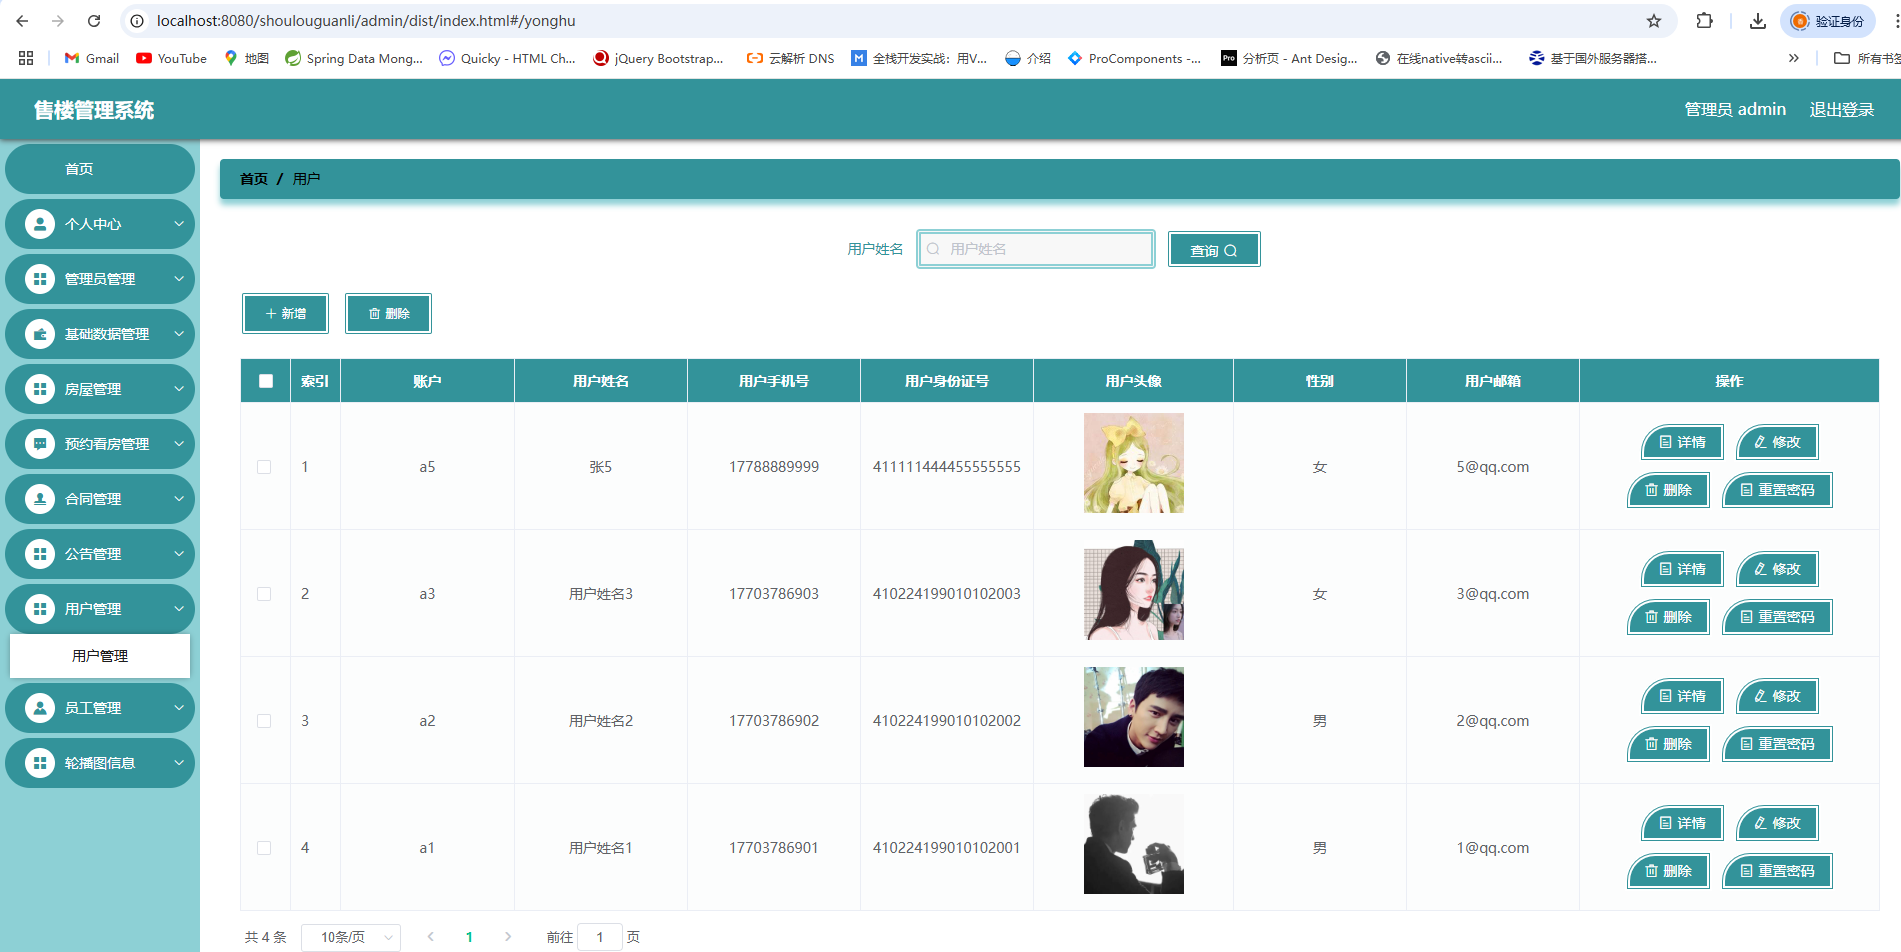 localhost:8080/shoulouguanli/admin/dist/index.html#/yonghu
验证身份
Gmail
YouTube
地图
Spring Data Mong...
Quicky - HTML Ch...
jQuery Bootstrap...
云解析 DNS
全栈开发实战：用V...
介绍
ProComponents -...
Pro 分析页 - Ant Desig...
在线native转ascii...
基于国外服务器搭...
»
所有书签
售楼管理系统
管理员 admin
退出登录
首页
个人中心
管理员管理
基础数据管理
房屋管理
预约看房管理
合同管理
公告管理
用户管理
用户管理
员工管理
轮播图信息
首页 / 用户
用户姓名 用户姓名 查询
+ 新增 删除
索引 账户 用户姓名 用户手机号 用户身份证号 用户头像 性别 用户邮箱 操作
1 a5 张5 17788889999 411111444455555555 女 5@qq.com 详情 修改
删除 重置密码
2 a3 用户姓名3 17703786903 410224199010102003 女 3@qq.com 详情 修改
删除 重置密码
3 a2 用户姓名2 17703786902 410224199010102002 男 2@qq.com 详情 修改
删除 重置密码
4 a1 用户姓名1 17703786901 410224199010102001 男 1@qq.com 详情 修改
删除 重置密码
共 4 条 10条/页 1 前往 1 页